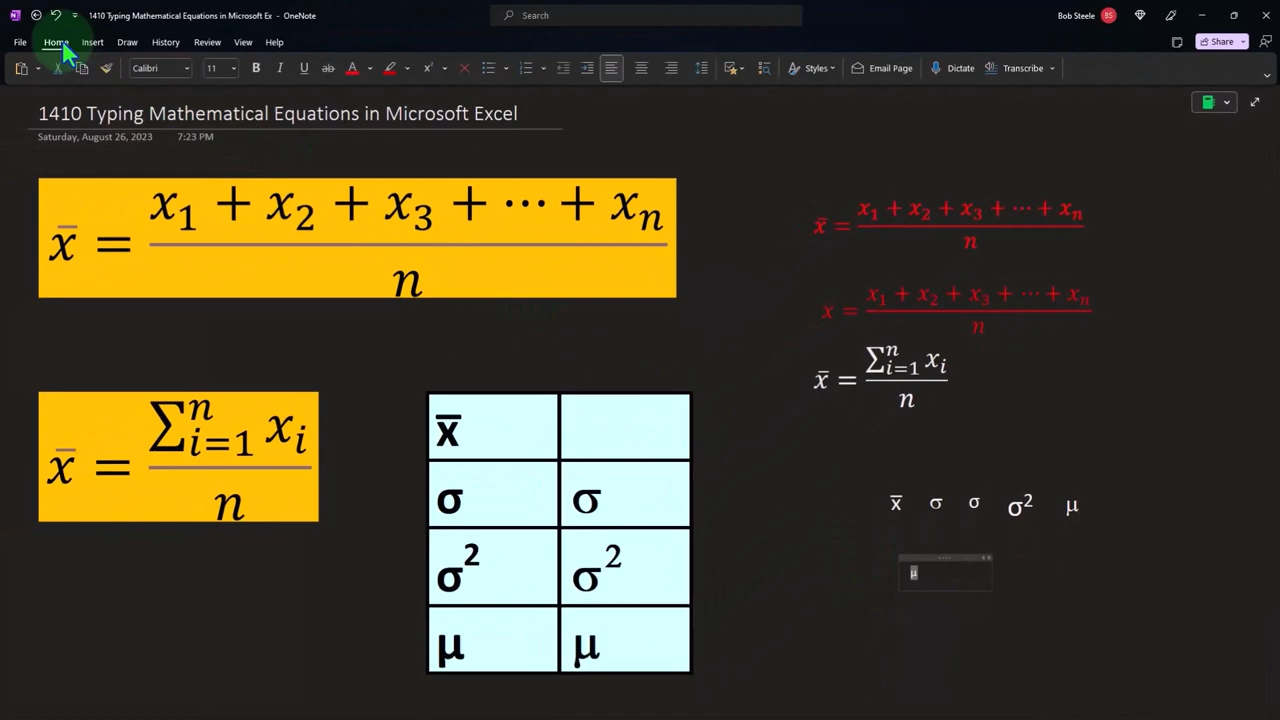 1410 Typing Mathematical Equations in Microsoft Ex - OneNote
Search
Bob Steele BS
File Home Insert Draw History Review View Help
Share
Calibri 11 B I U ab A x Styles Email Page Dictate Transcribe
1410 Typing Mathematical Equations in Microsoft Excel
Saturday, August 26, 2023 7:23 PM
x̄ = (x₁ + x₂ + x₃ + ⋯ + xₙ)/n
x̄ = (x₁ + x₂ + x₃ + ⋯ + xₙ)/n
x = (x₁ + x₂ + x₃ + ⋯ + xₙ)/n
x̄ = (∑ⁿᵢ₌₁ xᵢ)/n
x̄ = (∑ⁿᵢ₌₁ xᵢ)/n
x̄
σ σ
σ² σ²
μ μ
x̄ σ σ σ² μ
μ